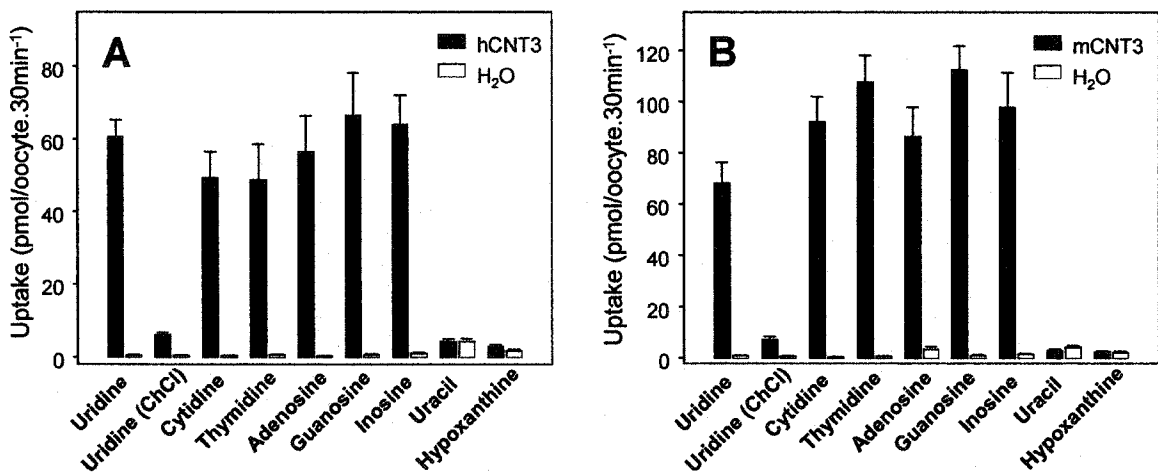 A
hCNT3
H₂O
Uptake (pmol/oocyte.30min⁻¹)
80
60
40
20
0
Uridine
Uridine (ChCl)
Cytidine
Thymidine
Adenosine
Guanosine
Inosine
Uracil
Hypoxanthine
B
mCNT3
H₂O
Uptake (pmol/oocyte.30min⁻¹)
120
100
80
60
40
20
0
Uridine
Uridine (ChCl)
Cytidine
Thymidine
Adenosine
Guanosine
Inosine
Uracil
Hypoxanthine